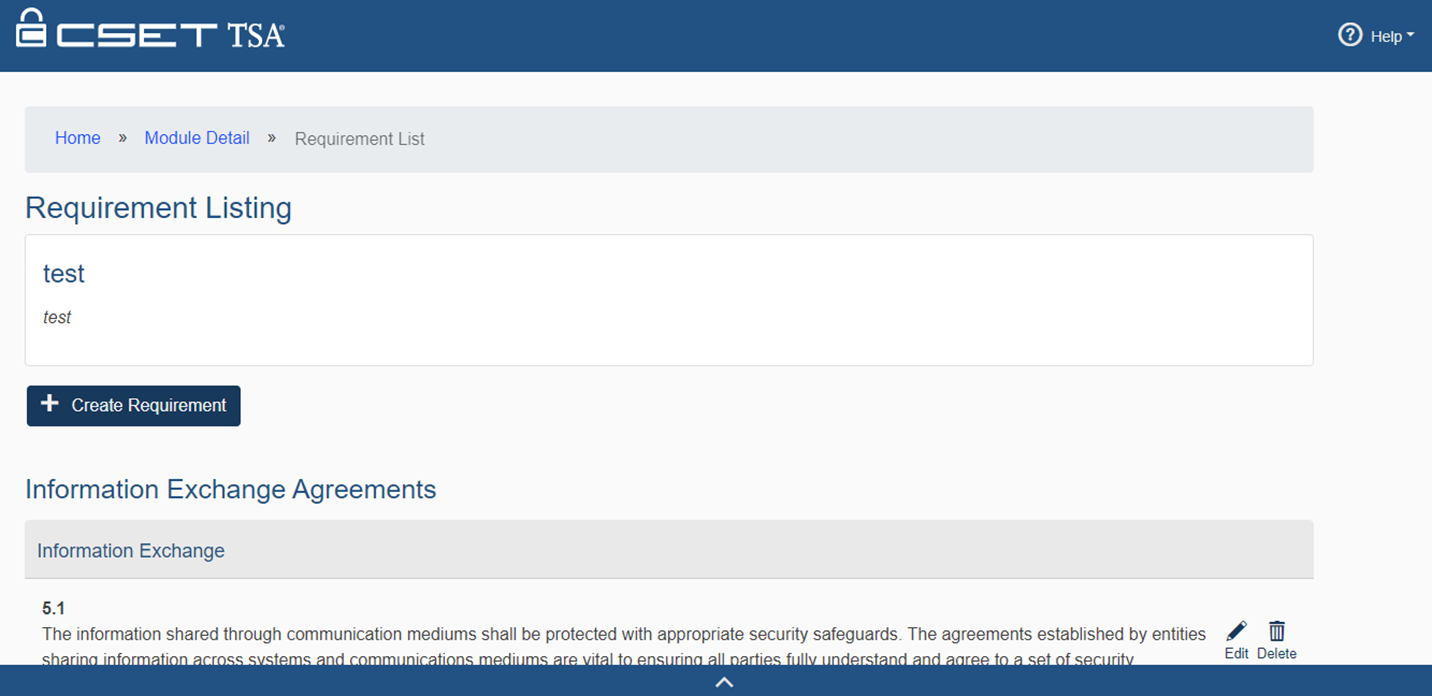 CSET TSA
Help
Home » Module Detail » Requirement List
Requirement Listing
test
test
+ Create Requirement
Information Exchange Agreements
Information Exchange
5.1
The information shared through communication mediums shall be protected with appropriate security safeguards. The agreements established by entities
sharing information across systems and communications mediums are vital to ensuring all parties fully understand and agree to a set of security
Edit Delete